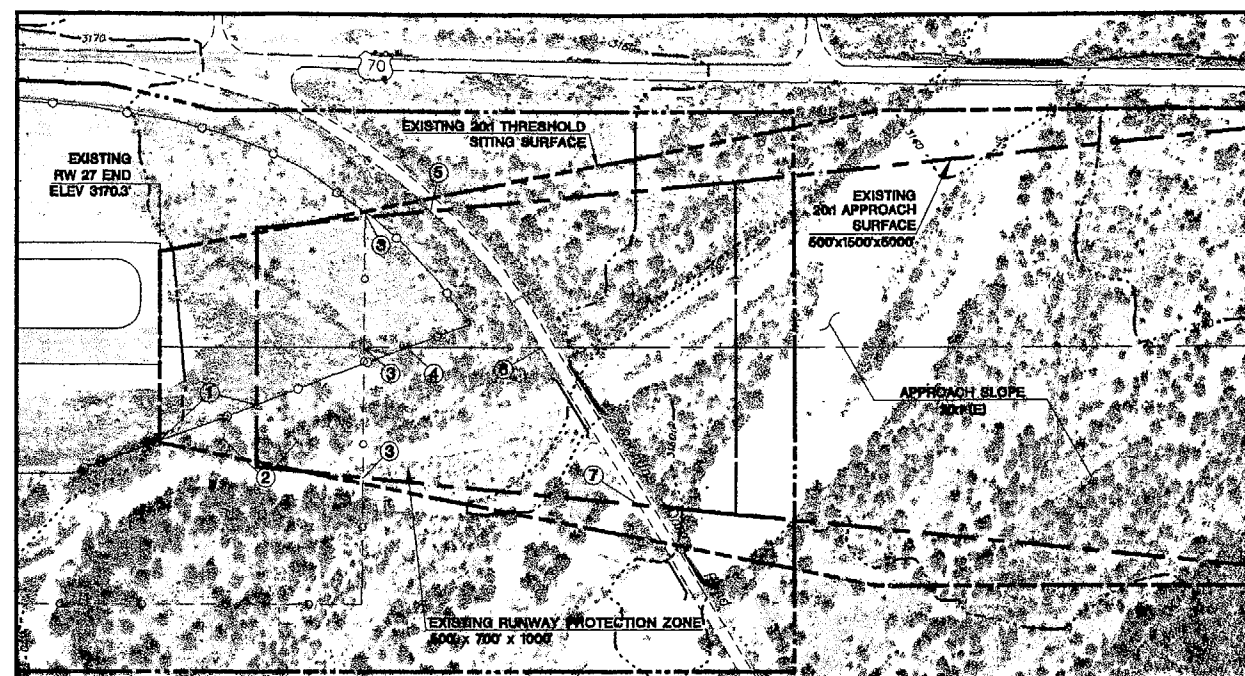 3170
3150
70
EXISTING 20:1 THRESHOLD
SITING SURFACE
3140
EXISTING
RW 27 END
ELEV 3170.3'
5
EXISTING
20:1 APPROACH
SURFACE
500'x1500'x5000'
3
3
4
6
1
APPROACH SLOPE
20:1 (E)
3
2
7
EXISTING RUNWAY PROTECTION ZONE
500' x 700' x 1000'